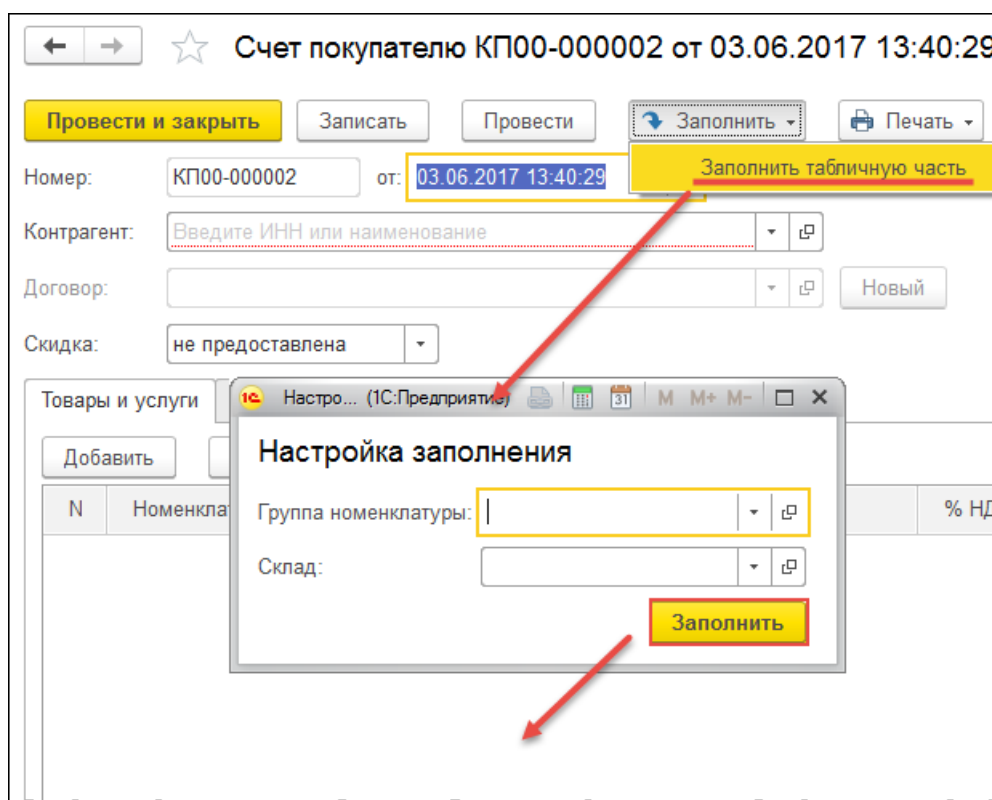 Счет покупателю КП00-000002 от 03.06.2017 13:40:29
Провести и закрыть Записать Провести Заполнить Печать
Заполнить табличную часть
Номер: КП00-000002 от: 03.06.2017 13:40:29
Контрагент: Введите ИНН или наименование
Договор: Новый
Скидка: не предоставлена
Товары и услуги
1С Настро... (1С:Предприятие) 31 M M+ M-
Добавить
Настройка заполнения
N Номенкла % НД
Группа номенклатуры:
Склад:
Заполнить